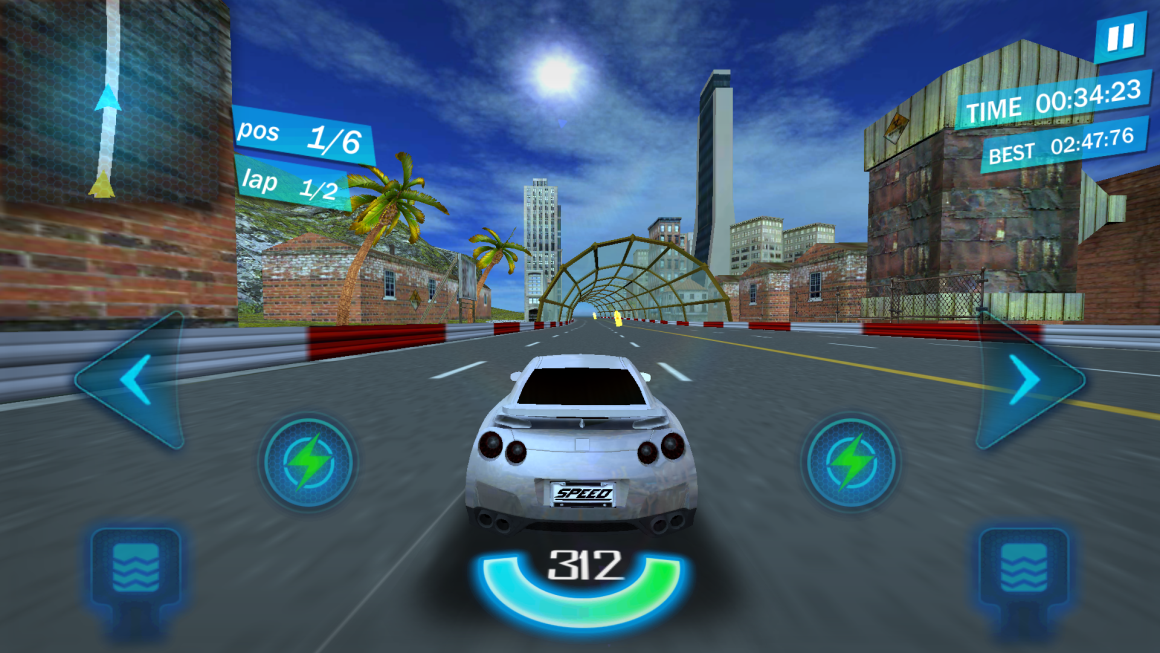 pos 1/6
lap 1/2
TIME 00:34:23
BEST 02:47:76
SPEED
312